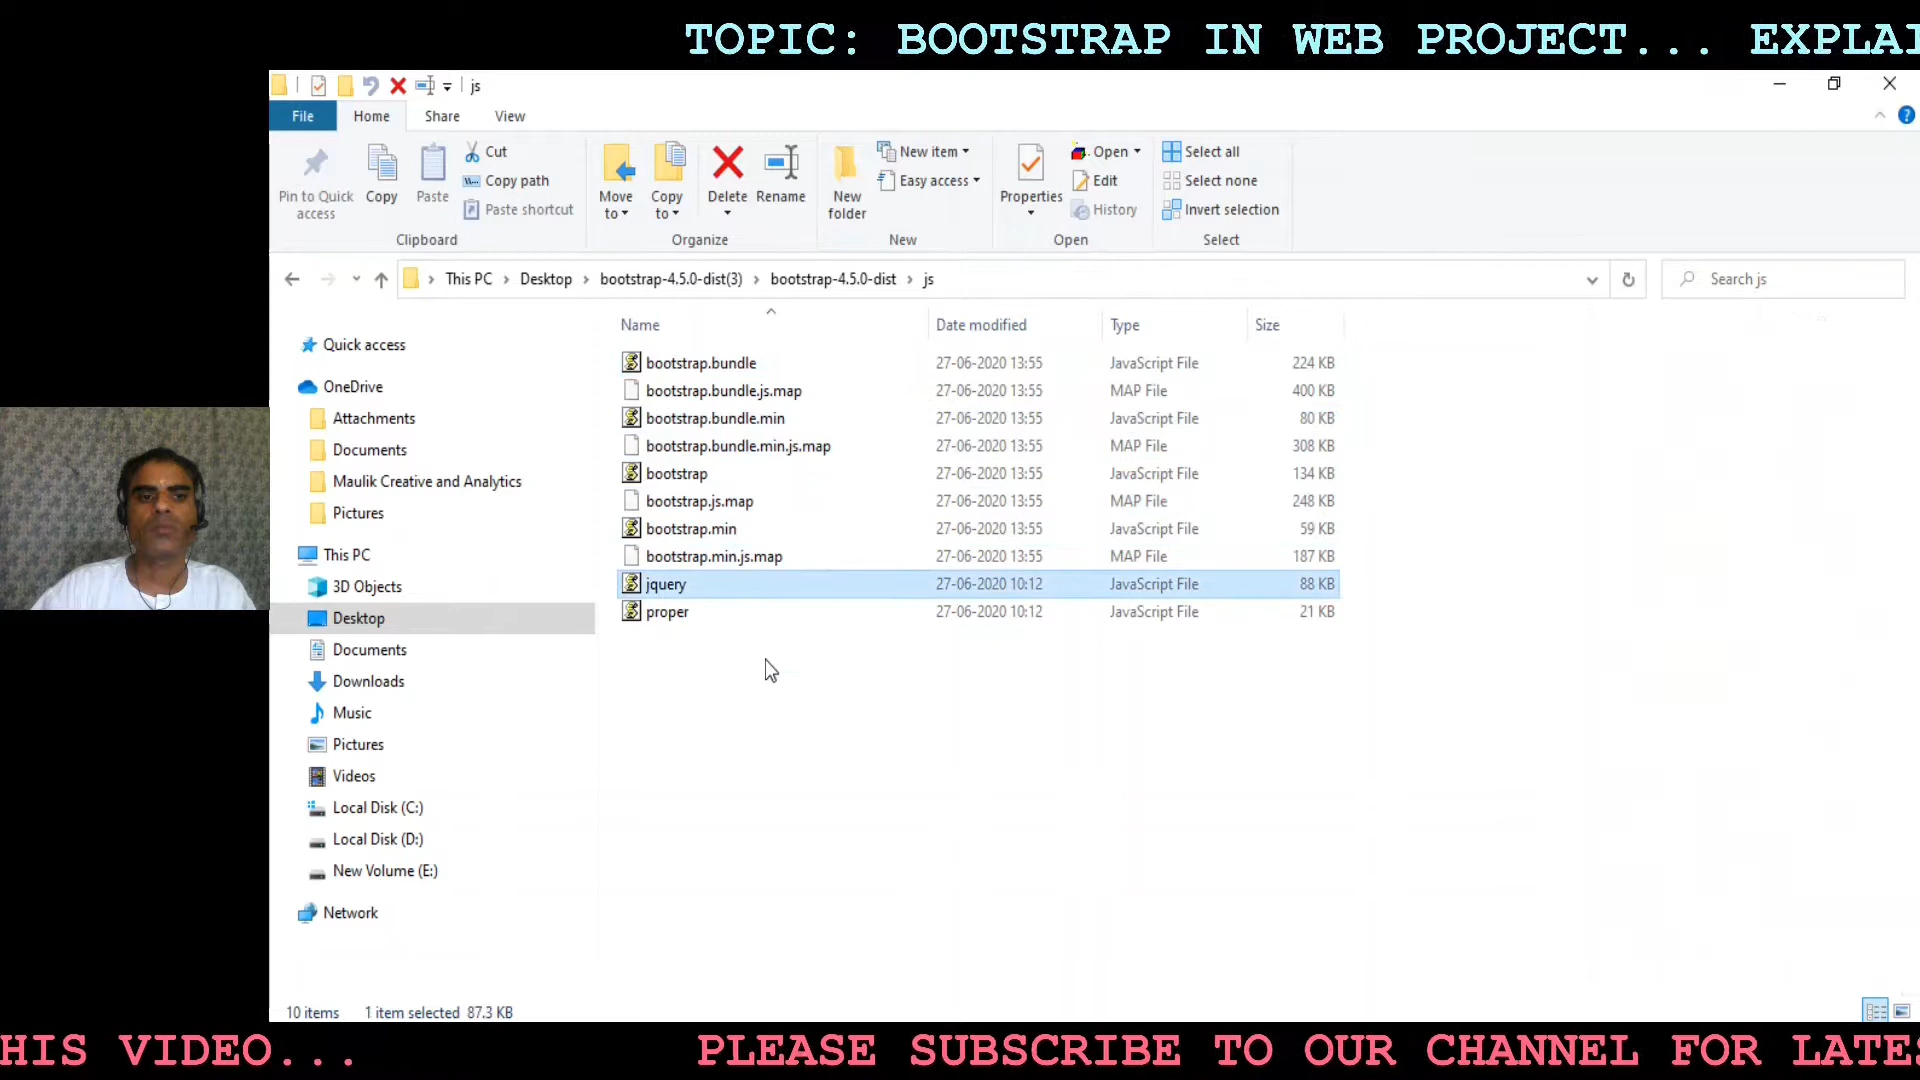 TOPIC: BOOTSTRAP IN WEB PROJECT... EXPLAI
js
File Home Share View
Pin to Quick access
Copy
Paste
Cut
Copy path
Paste shortcut
Clipboard
Move to
Copy to
Delete
Rename
Organize
New folder
New item
Easy access
New
Properties
Open
Edit
History
Open
Select all
Select none
Invert selection
Select
This PC > Desktop > bootstrap-4.5.0-dist(3) > bootstrap-4.5.0-dist > js
Search js
Quick access
OneDrive
Attachments
Documents
Maulik Creative and Analytics
Pictures
This PC
3D Objects
Desktop
Documents
Downloads
Music
Pictures
Videos
Local Disk (C:)
Local Disk (D:)
New Volume (E:)
Network
Name Date modified Type Size
bootstrap.bundle 27-06-2020 13:55 JavaScript File 224 KB
bootstrap.bundle.js.map 27-06-2020 13:55 MAP File 400 KB
bootstrap.bundle.min 27-06-2020 13:55 JavaScript File 80 KB
bootstrap.bundle.min.js.map 27-06-2020 13:55 MAP File 308 KB
bootstrap 27-06-2020 13:55 JavaScript File 134 KB
bootstrap.js.map 27-06-2020 13:55 MAP File 248 KB
bootstrap.min 27-06-2020 13:55 JavaScript File 59 KB
bootstrap.min.js.map 27-06-2020 13:55 MAP File 187 KB
jquery 27-06-2020 10:12 JavaScript File 88 KB
proper 27-06-2020 10:12 JavaScript File 21 KB
10 items 1 item selected 87.3 KB
HIS VIDEO... PLEASE SUBSCRIBE TO OUR CHANNEL FOR LATES